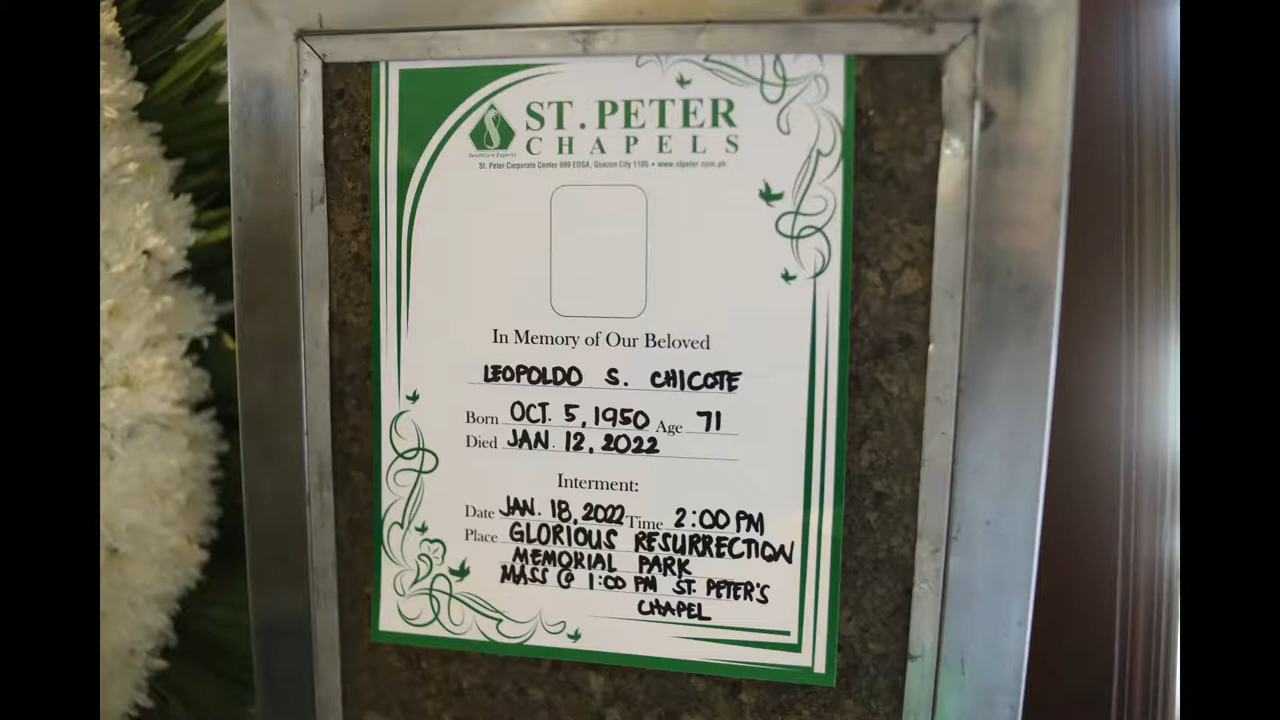 ST. PETER
CHAPELS
DeathCare Experts
St. Peter Corporate Center 999 EDSA, Quezon City 1105 • www.stpeter.com.ph
In Memory of Our Beloved
LEOPOLDO S. CHICOTE
Born OCT. 5, 1950 Age 71
Died JAN. 12, 2022
Interment:
Date JAN. 18, 2022 Time 2:00 PM
Place GLORIOUS RESURRECTION
MEMORIAL PARK
MASS @ 1:00 PM ST. PETER'S
CHAPEL